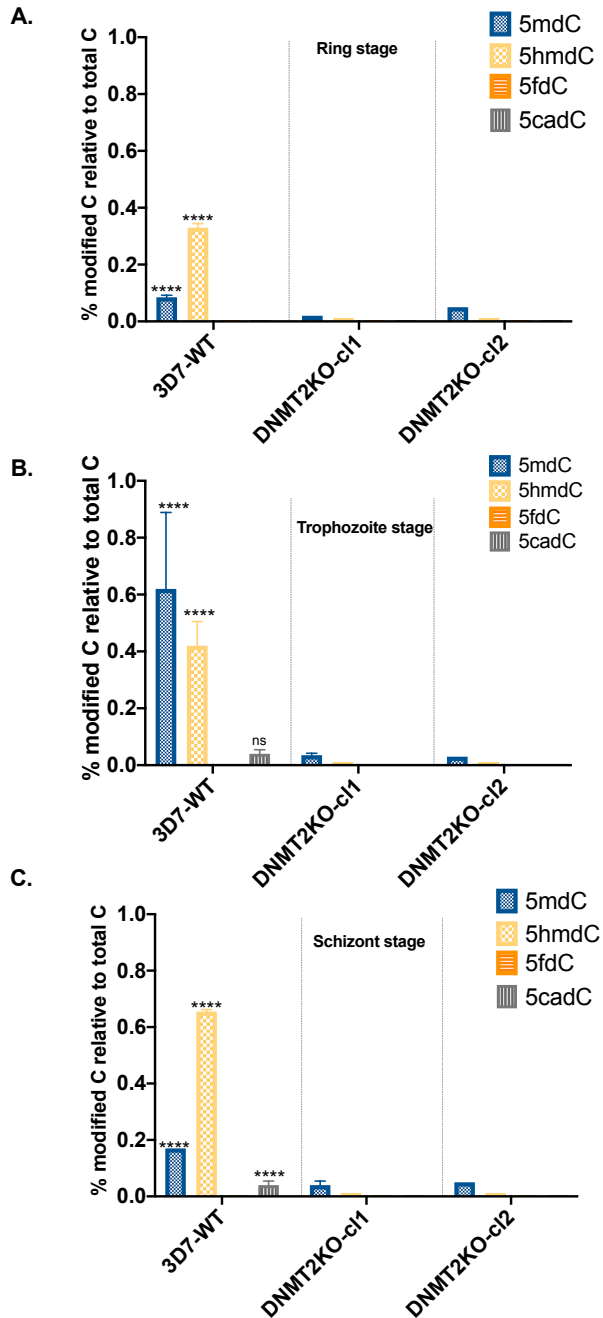 A.
% modified C relative to total C
1.0
0.8
0.6
0.4
0.2
0.0
Ring stage
****
****
3D7-WT
DNMT2KO-cl1
DNMT2KO-cl2
5mdC
5hmdC
5fdC
5cadC
B.
% modified C relative to total C
1.0
0.8
0.6
0.4
0.2
0.0
Trophozoite stage
****
****
ns
3D7-WT
DNMT2KO-cl1
DNMT2KO-cl2
5mdC
5hmdC
5fdC
5cadC
C.
% modified C relative to total C
1.0
0.8
0.6
0.4
0.2
0.0
Schizont stage
****
****
****
3D7-WT
DNMT2KO-cl1
DNMT2KO-cl2
5mdC
5hmdC
5fdC
5cadC